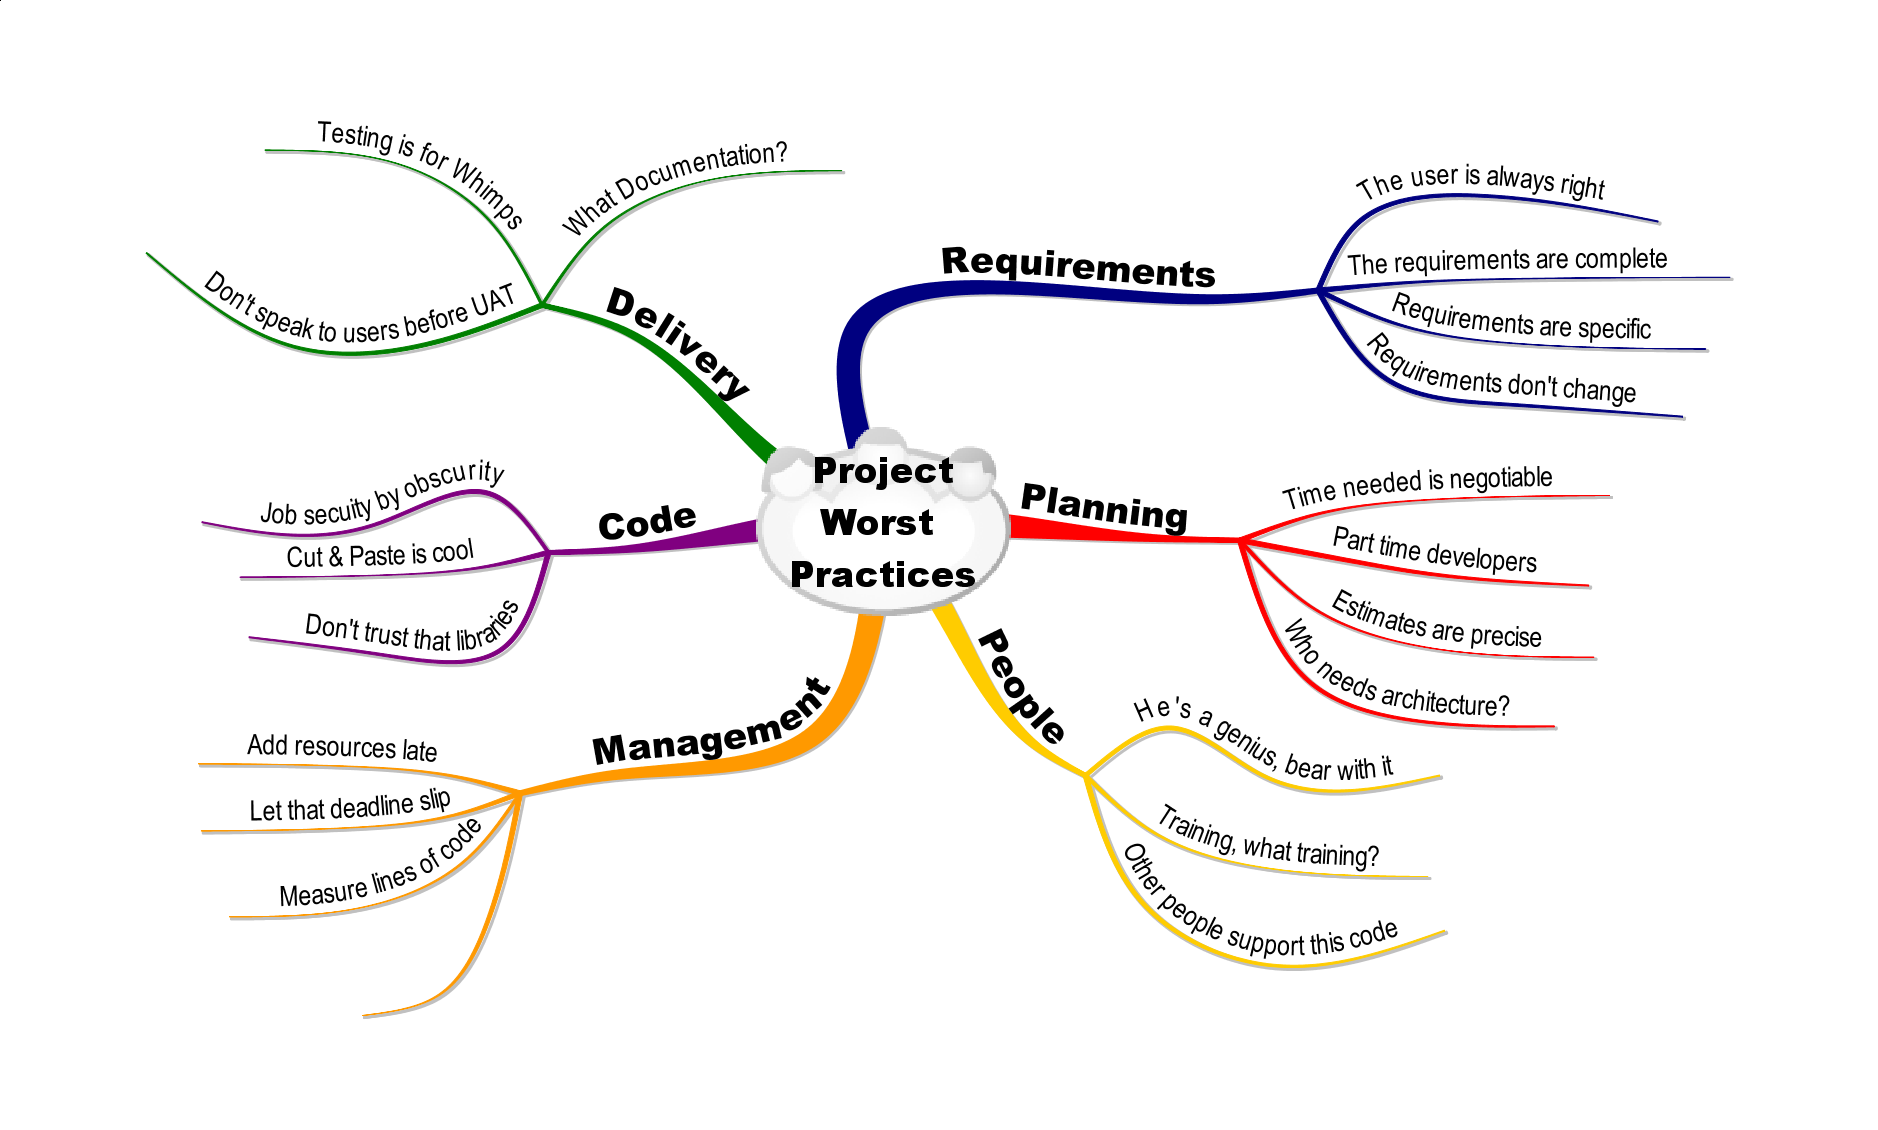 Project
Worst
Practices
Requirements
The user is always right
The requirements are complete
Requirements are specific
Requirements don't change
Planning
Time needed is negotiable
Part time developers
Estimates are precise
Who needs architecture?
People
He's a genius, bear with it
Training, what training?
Other people support this code
Management
Add resources late
Let that deadline slip
Measure lines of code
Code
Job secuity by obscurity
Cut & Paste is cool
Don't trust that libraries
Delivery
What Documentation?
Testing is for Whimps
Don't speak to users before UAT